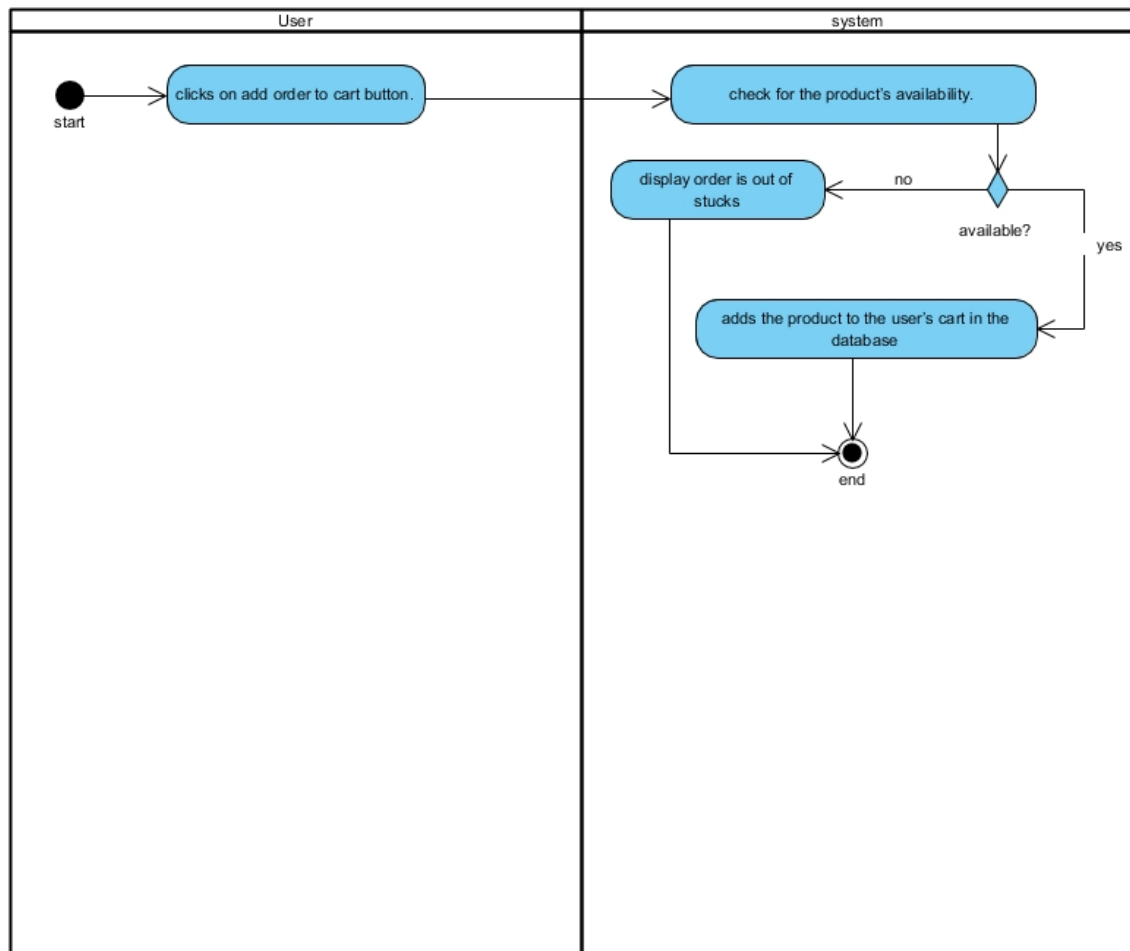 User
system
start
clicks on add order to cart button.
check for the product's availability.
display order is out of
stucks
no
available?
yes
adds the product to the user's cart in the
database
end